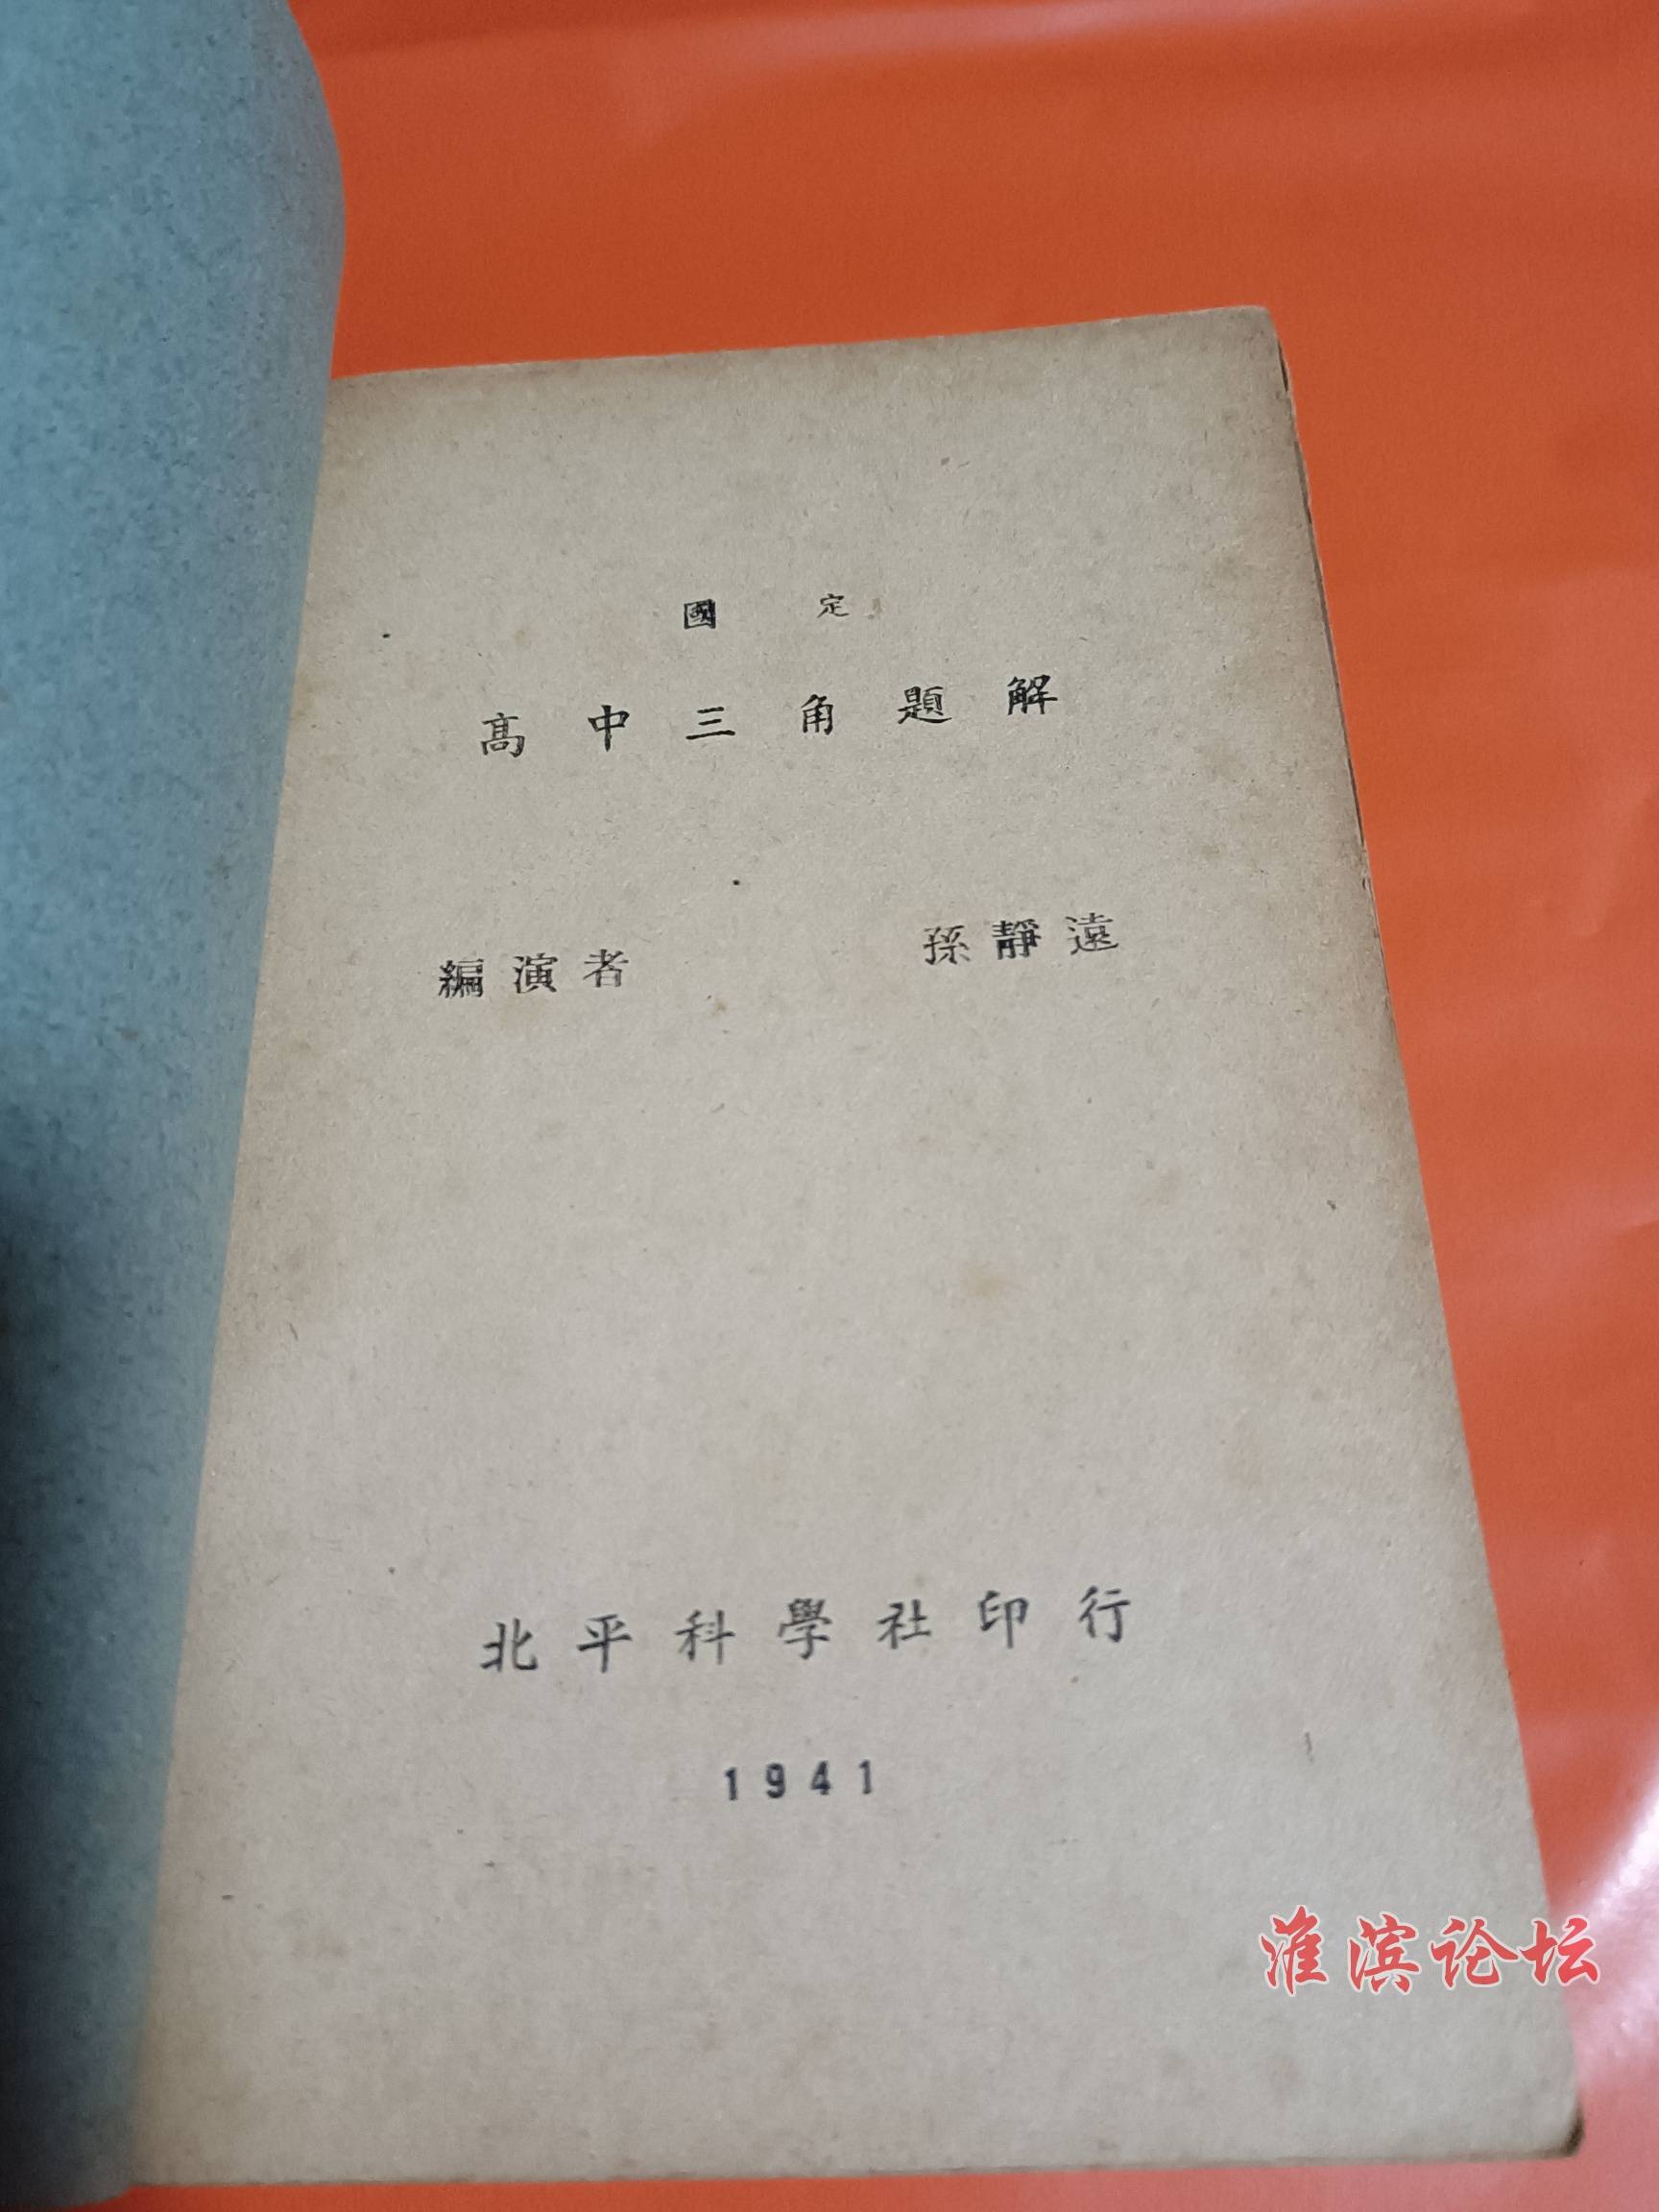 國 定
高中三角題解
編演者 孫靜遠
北平科學社印行
1941
淮滨论坛